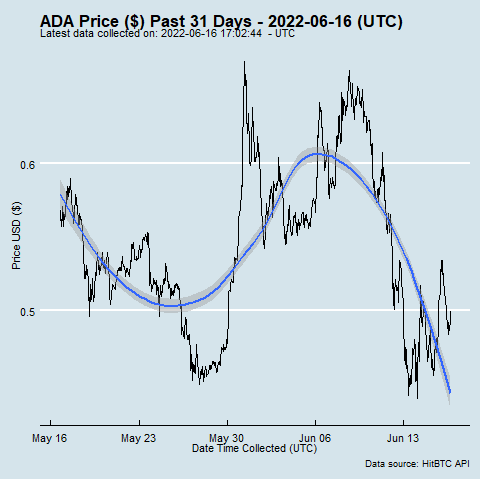 ADA Price ($) Past 31 Days - 2022-06-16 (UTC)
Latest data collected on: 2022-06-16 17:02:44 - UTC
0.6
0.5
Price USD ($)
May 16 May 23 May 30 Jun 06 Jun 13
Date Time Collected (UTC)
Data source: HitBTC API